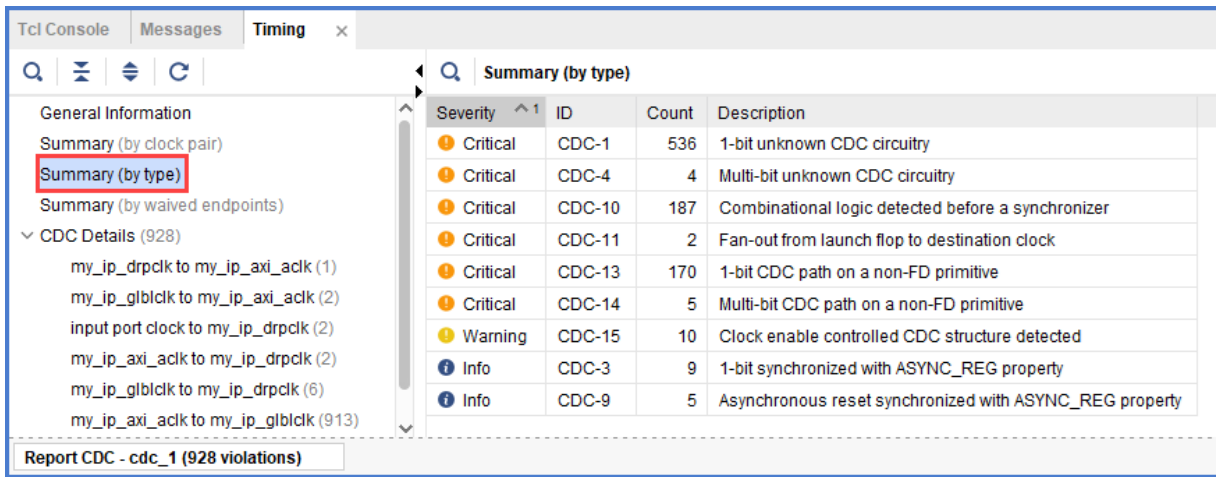 Tcl Console Messages Timing ×
Summary (by type)
General Information
Summary (by clock pair)
Summary (by type)
Summary (by waived endpoints)
CDC Details (928)
my_ip_drpclk to my_ip_axi_aclk (1)
my_ip_glblclk to my_ip_axi_aclk (2)
input port clock to my_ip_drpclk (2)
my_ip_axi_aclk to my_ip_drpclk (2)
my_ip_glblclk to my_ip_drpclk (6)
my_ip_axi_aclk to my_ip_glblclk (913)
Severity 1 ID Count Description
Critical CDC-1 536 1-bit unknown CDC circuitry
Critical CDC-4 4 Multi-bit unknown CDC circuitry
Critical CDC-10 187 Combinational logic detected before a synchronizer
Critical CDC-11 2 Fan-out from launch flop to destination clock
Critical CDC-13 170 1-bit CDC path on a non-FD primitive
Critical CDC-14 5 Multi-bit CDC path on a non-FD primitive
Warning CDC-15 10 Clock enable controlled CDC structure detected
Info CDC-3 9 1-bit synchronized with ASYNC_REG property
Info CDC-9 5 Asynchronous reset synchronized with ASYNC_REG property
Report CDC - cdc_1 (928 violations)